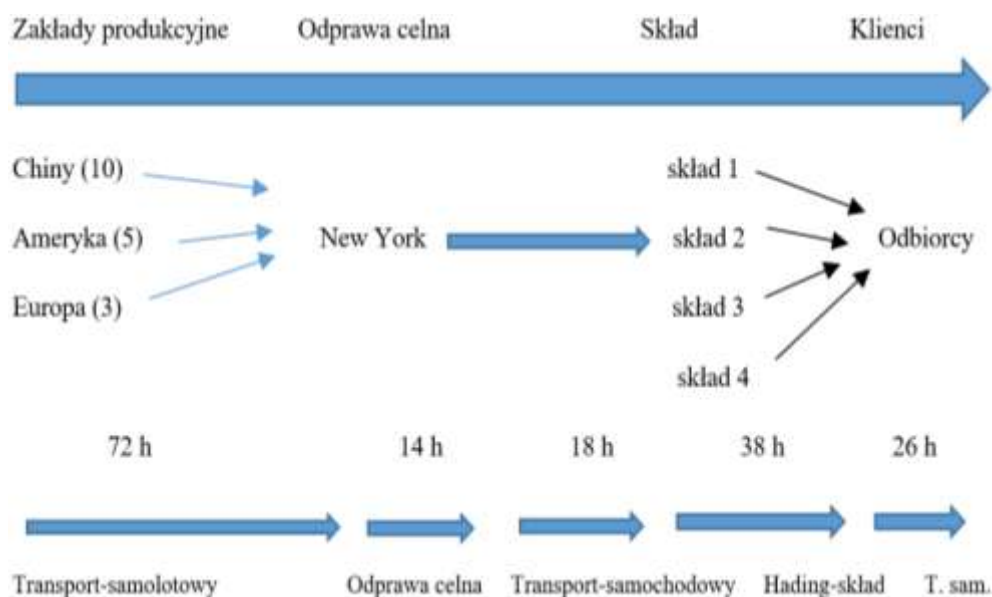 Zakłady produkcyjne Odprawa celna Skład Klienci
Chiny (10) skład 1
Ameryka (5) New York skład 2 Odbiorcy
Europa (3) skład 3
skład 4
72 h 14 h 18 h 38 h 26 h
Transport-samolotowy Odprawa celna Transport-samochodowy Hading-skład T. sam.